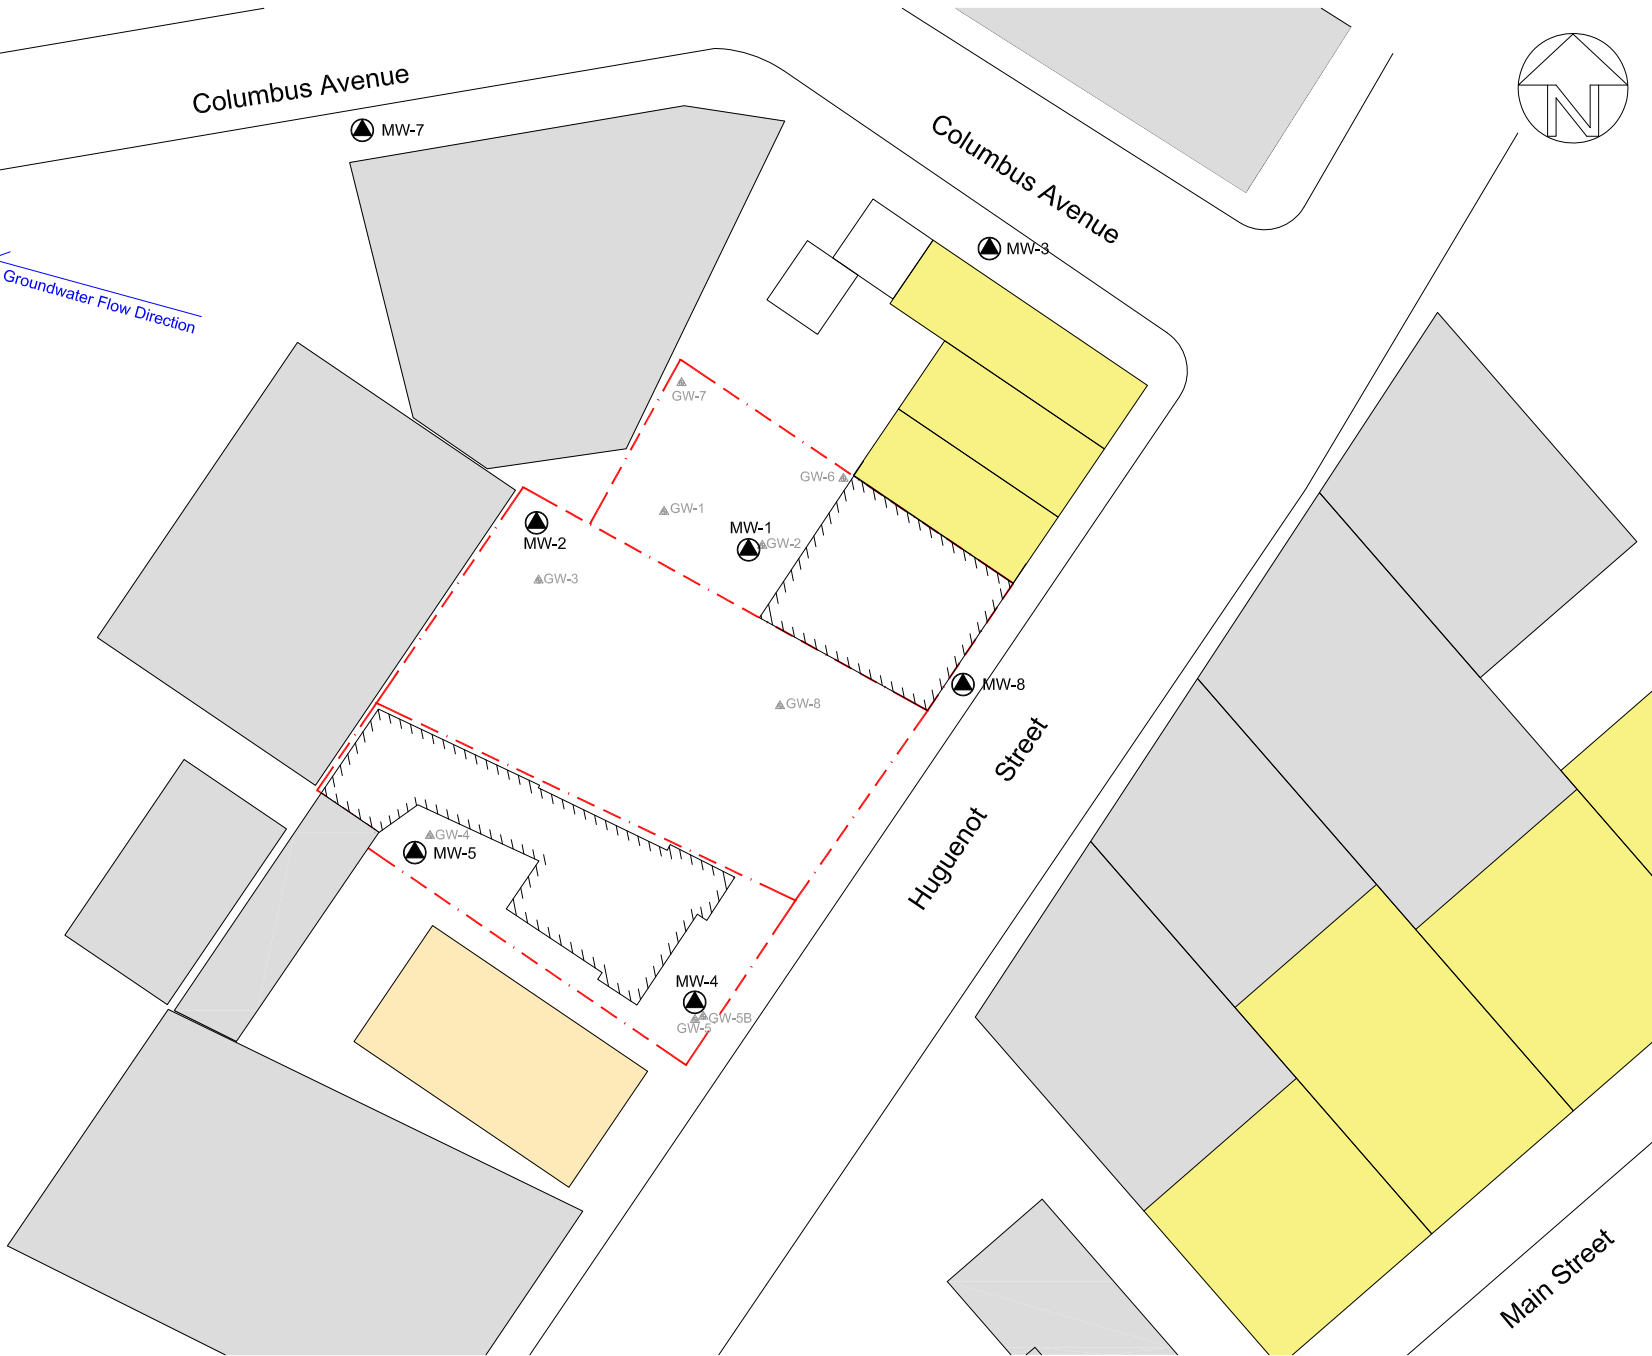 Columbus Avenue
MW-7
Columbus Avenue
N
MW-3
Groundwater Flow Direction
GW-7
GW-6
GW-1
MW-1
GW-2
MW-2
GW-3
MW-8
GW-8
Huguenot Street
GW-4
MW-5
MW-4
GW-5B
GW-5
Main Street